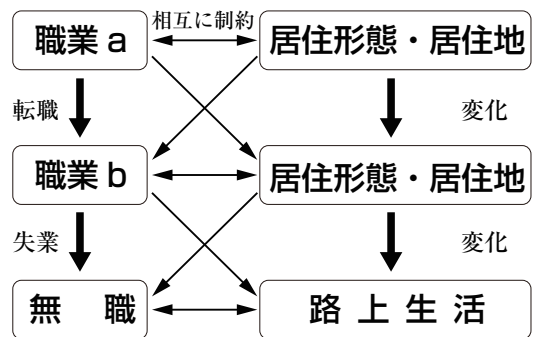 職業a 相互に制約 居住形態・居住地
転職 変化
職業b 居住形態・居住地
失業 変化
無　職 路上生活